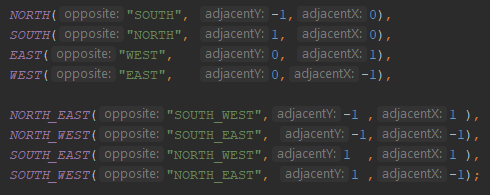 NORTH( opposite: "SOUTH", adjacentY: -1, adjacentX: 0),
SOUTH( opposite: "NORTH", adjacentY: 1, adjacentX: 0),
EAST( opposite: "WEST", adjacentY: 0, adjacentX: 1),
WEST( opposite: "EAST", adjacentY: 0, adjacentX: -1),
NORTH_EAST( opposite: "SOUTH_WEST", adjacentY: -1 , adjacentX: 1 ),
NORTH_WEST( opposite: "SOUTH_EAST", adjacentY: -1, adjacentX: -1),
SOUTH_EAST( opposite: "NORTH_WEST", adjacentY: 1 , adjacentX: 1 ),
SOUTH_WEST( opposite: "NORTH_EAST", adjacentY: 1 , adjacentX: -1);